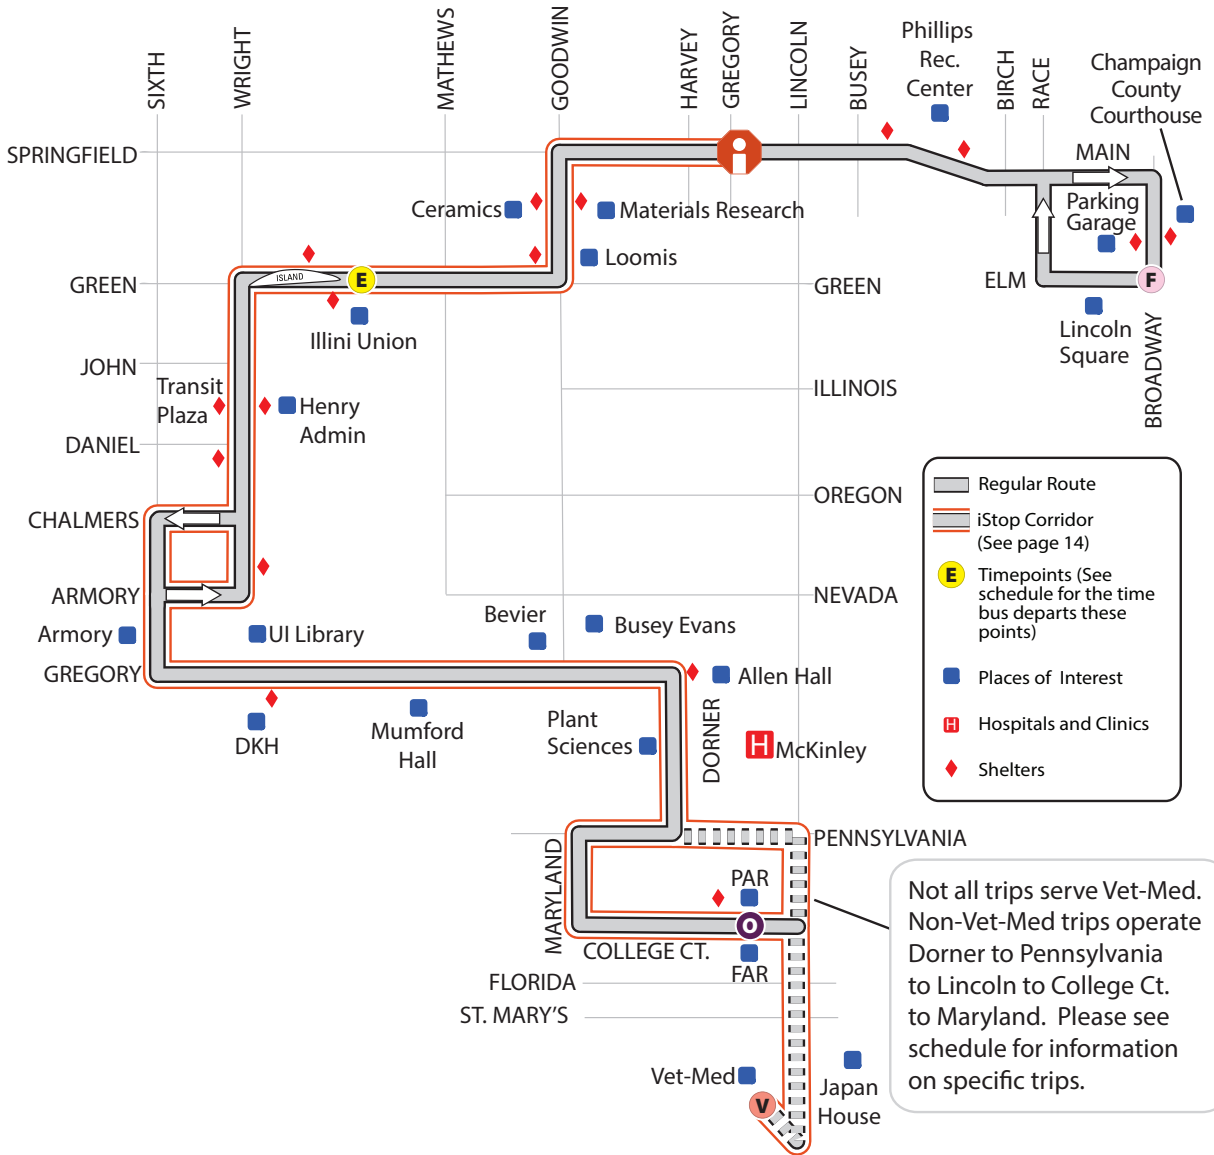 SIXTH
WRIGHT
MATHEWS
GOODWIN
HARVEY
GREGORY
LINCOLN
BUSEY
Phillips
Rec.
Center
BIRCH
RACE
Champaign
County
Courthouse
SPRINGFIELD
MAIN
Parking
Garage
Ceramics
Materials Research
Loomis
GREEN
ISLAND
E
GREEN
ELM
F
Illini Union
Lincoln
Square
BROADWAY
JOHN
Transit
Plaza
Henry
Admin
ILLINOIS
DANIEL
CHALMERS
OREGON
ARMORY
NEVADA
Armory
UI Library
Bevier
Busey Evans
GREGORY
Allen Hall
DKH
Mumford
Hall
Plant
Sciences
DORNER
H
McKinley
PENNSYLVANIA
MARYLAND
PAR
O
COLLEGE CT.
FAR
FLORIDA
ST. MARY'S
Vet-Med
V
Japan
House
Regular Route
iStop Corridor
(See page 14)
E
Timepoints (See
schedule for the time
bus departs these
points)
Places of Interest
H
Hospitals and Clinics
Shelters
Not all trips serve Vet-Med.
Non-Vet-Med trips operate
Dorner to Pennsylvania
to Lincoln to College Ct.
to Maryland. Please see
schedule for information
on specific trips.